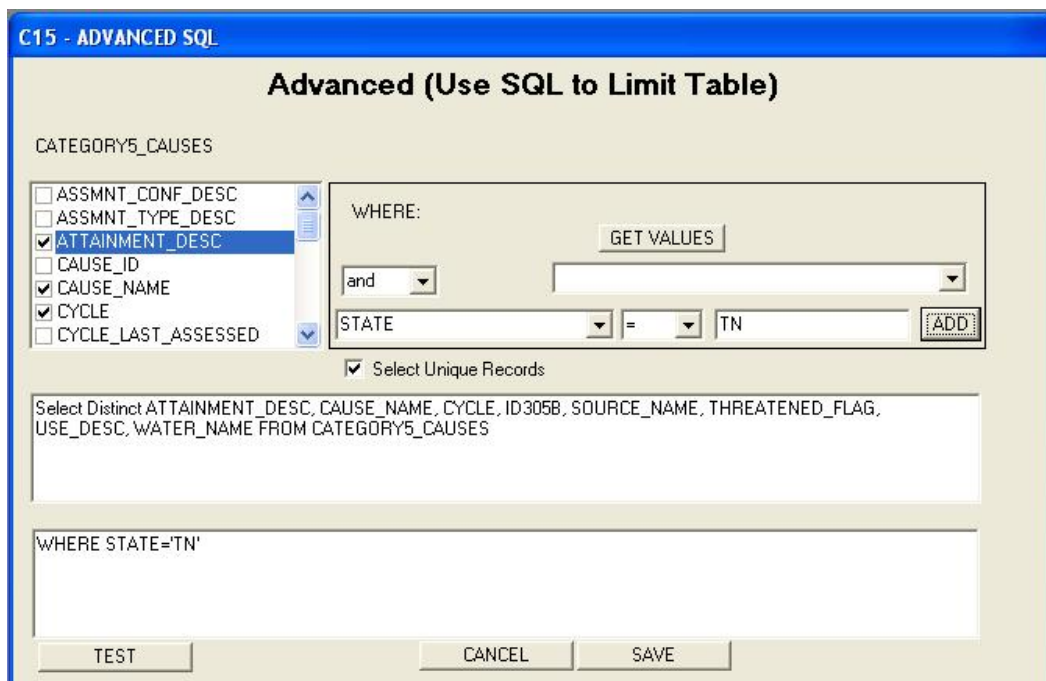 C15 - ADVANCED SQL
Advanced (Use SQL to Limit Table)
CATEGORY5_CAUSES
ASSMNT_CONF_DESC
ASSMNT_TYPE_DESC
ATTAINMENT_DESC
CAUSE_ID
CAUSE_NAME
CYCLE
CYCLE_LAST_ASSESSED
WHERE:
GET VALUES
and
STATE = TN ADD
Select Unique Records
Select Distinct ATTAINMENT_DESC, CAUSE_NAME, CYCLE, ID305B, SOURCE_NAME, THREATENED_FLAG,
USE_DESC, WATER_NAME FROM CATEGORY5_CAUSES
WHERE STATE='TN'
TEST CANCEL SAVE